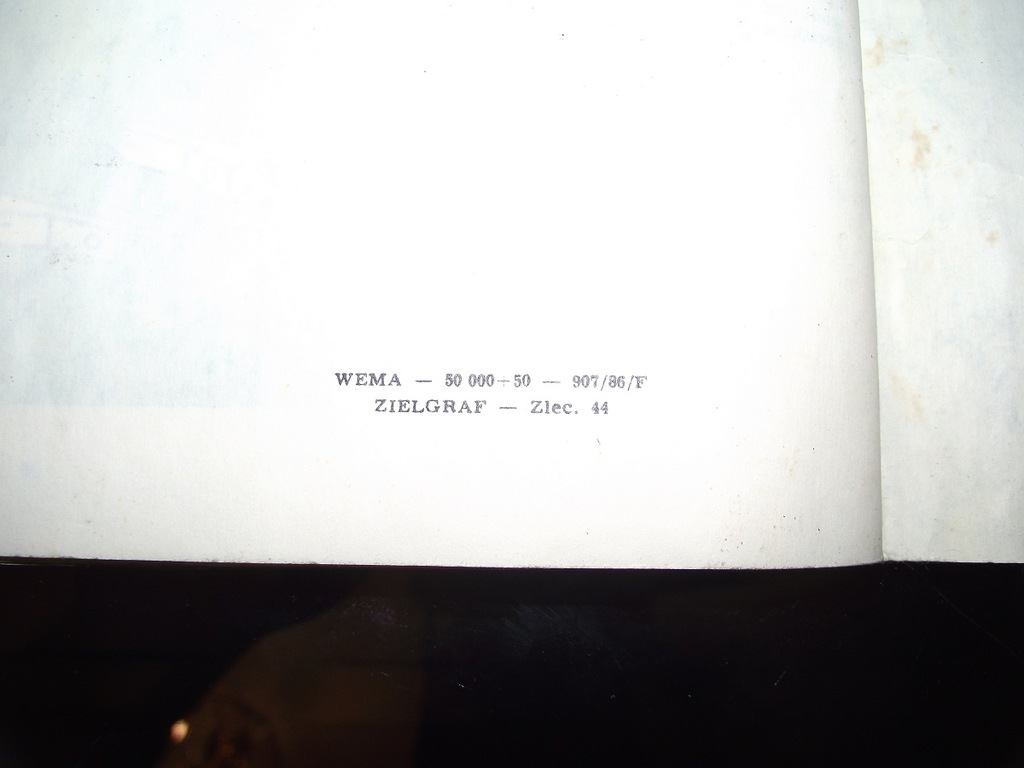 WEMA — 50 000+50 — 907/86/F
ZIELGRAF — Zlec. 44